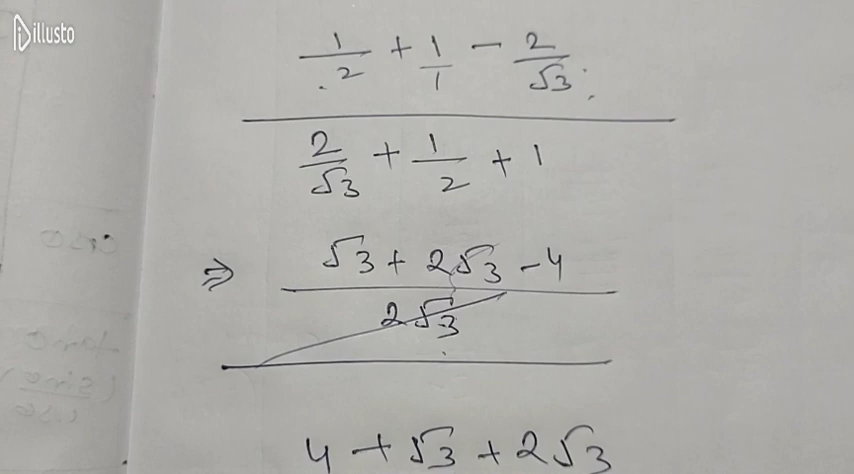 illusto
1/2 + 1/1 - 2/√3
2/√3 + 1/2 + 1
⇒ √3 + 2√3 - 4
2√3
4 + √3 + 2√3